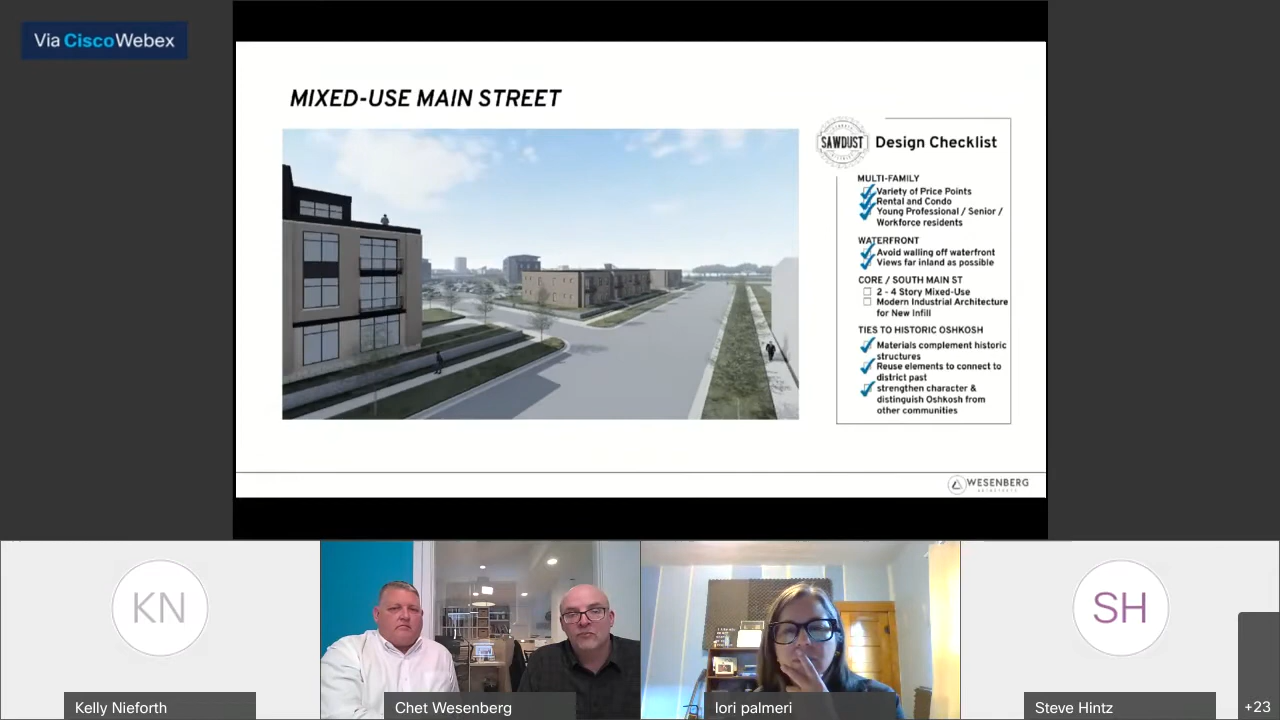 Via Cisco Webex
MIXED-USE MAIN STREET
SAWDUST
Design Checklist
MULTI-FAMILY
Variety of Price Points
Rental and Condo
Young Professional / Senior /
Workforce residents
WATERFRONT
Avoid walling off waterfront
Views far inland as possible
CORE / SOUTH MAIN ST
2 - 4 Story Mixed-Use
Modern Industrial Architecture
for New Infill
TIES TO HISTORIC OSHKOSH
Materials complement historic
structures
Reuse elements to connect to
district past
strengthen character &
distinguish Oshkosh from
other communities
WESENBERG
KN
SH
Kelly Nieforth
Chet Wesenberg
lori palmeri
Steve Hintz
+23